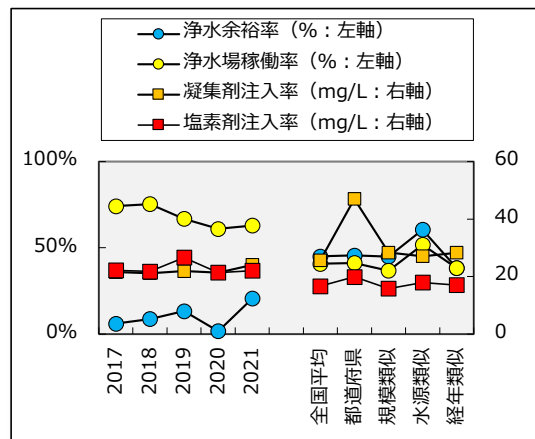 浄水余裕率（%：左軸）
浄水場稼働率（%：左軸）
凝集剤注入率（mg/L：右軸）
塩素剤注入率（mg/L：右軸）
100%
50%
0%
60
40
20
0
2017
2018
2019
2020
2021
全国平均
都道府県
規模類似
水源類似
経年類似